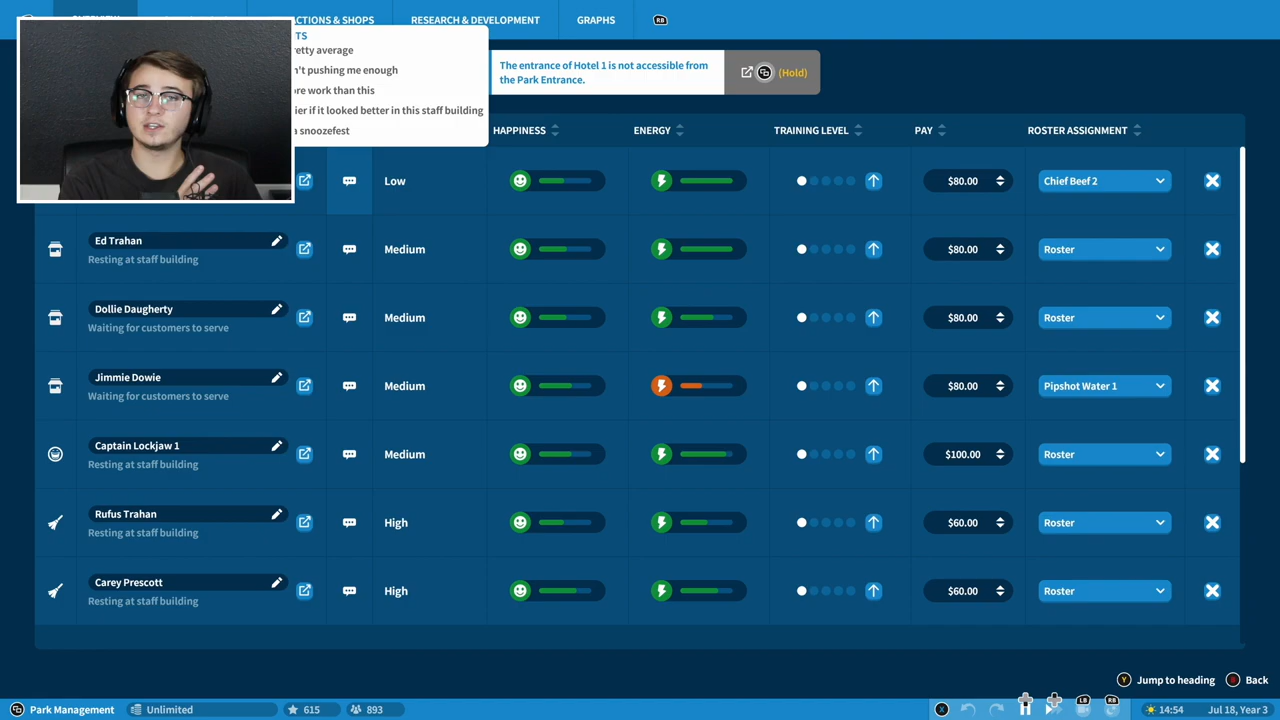 ACTIONS & SHOPS
RESEARCH & DEVELOPMENT
GRAPHS
RB
TS
retty average
n't pushing me enough
ore work than this
ier if it looked better in this staff building
a snoozefest
The entrance of Hotel 1 is not accessible from
the Park Entrance.
(Hold)
HAPPINESS
ENERGY
TRAINING LEVEL
PAY
ROSTER ASSIGNMENT
Low
$80.00
Chief Beef 2
Ed Trahan
Resting at staff building
Medium
$80.00
Roster
Dollie Daugherty
Waiting for customers to serve
Medium
$80.00
Roster
Jimmie Dowie
Waiting for customers to serve
Medium
$80.00
Pipshot Water 1
Captain Lockjaw 1
Resting at staff building
Medium
$100.00
Roster
Rufus Trahan
Resting at staff building
High
$60.00
Roster
Carey Prescott
Resting at staff building
High
$60.00
Roster
Y Jump to heading
Back
Park Management
Unlimited
615
893
X
LB
RB
14:54
Jul 18, Year 3